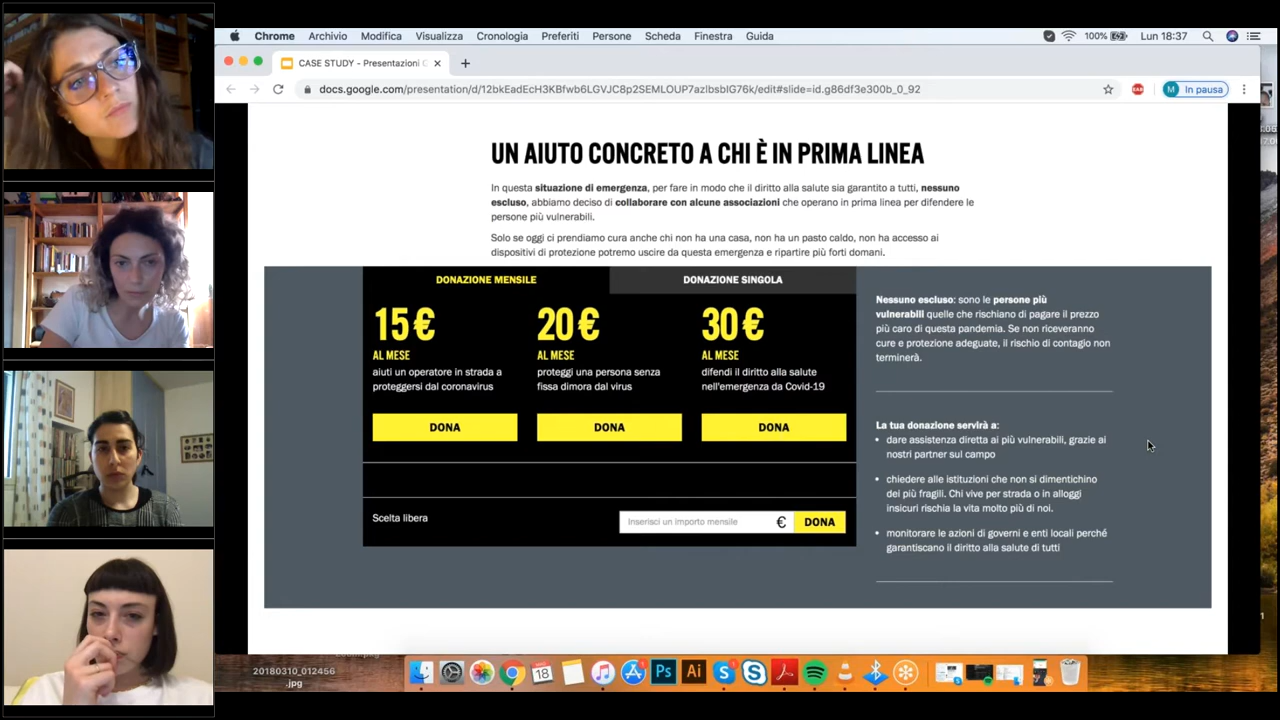 Chrome Archivio Modifica Visualizza Cronologia Preferiti Persone Scheda Finestra Guida 100% Lun 18:37
CASE STUDY - Presentazioni
docs.google.com/presentation/d/12bkEadEcH3KBfwb6LGVJC8p2SEMLOUP7azlbsblG76k/edit#slide=id.g86df3e300b_0_92
M In pausa
UN AIUTO CONCRETO A CHI È IN PRIMA LINEA
In questa situazione di emergenza, per fare in modo che il diritto alla salute sia garantito a tutti, nessuno
escluso, abbiamo deciso di collaborare con alcune associazioni che operano in prima linea per difendere le
persone più vulnerabili.
Solo se oggi ci prendiamo cura anche chi non ha una casa, non ha un pasto caldo, non ha accesso ai
dispositivi di protezione potremo uscire da questa emergenza e ripartire più forti domani.
DONAZIONE MENSILE
DONAZIONE SINGOLA
15 €
AL MESE
aiuti un operatore in strada a
proteggersi dal coronavirus
DONA
20 €
AL MESE
proteggi una persona senza
fissa dimora dal virus
DONA
30 €
AL MESE
difendi il diritto alla salute
nell'emergenza da Covid-19
DONA
Scelta libera
Inserisci un importo mensile €
DONA
Nessuno escluso: sono le persone più
vulnerabili quelle che rischiano di pagare il prezzo
più caro di questa pandemia. Se non riceveranno
cure e protezione adeguate, il rischio di contagio non
terminerà.
La tua donazione servirà a:
• dare assistenza diretta ai più vulnerabili, grazie ai
nostri partner sul campo
• chiedere alle istituzioni che non si dimentichino
dei più fragili. Chi vive per strada o in alloggi
insicuri rischia la vita molto più di noi.
• monitorare le azioni di governi e enti locali perché
garantiscano il diritto alla salute di tutti
20180310_012456
.jpg
18
Ps
Ai